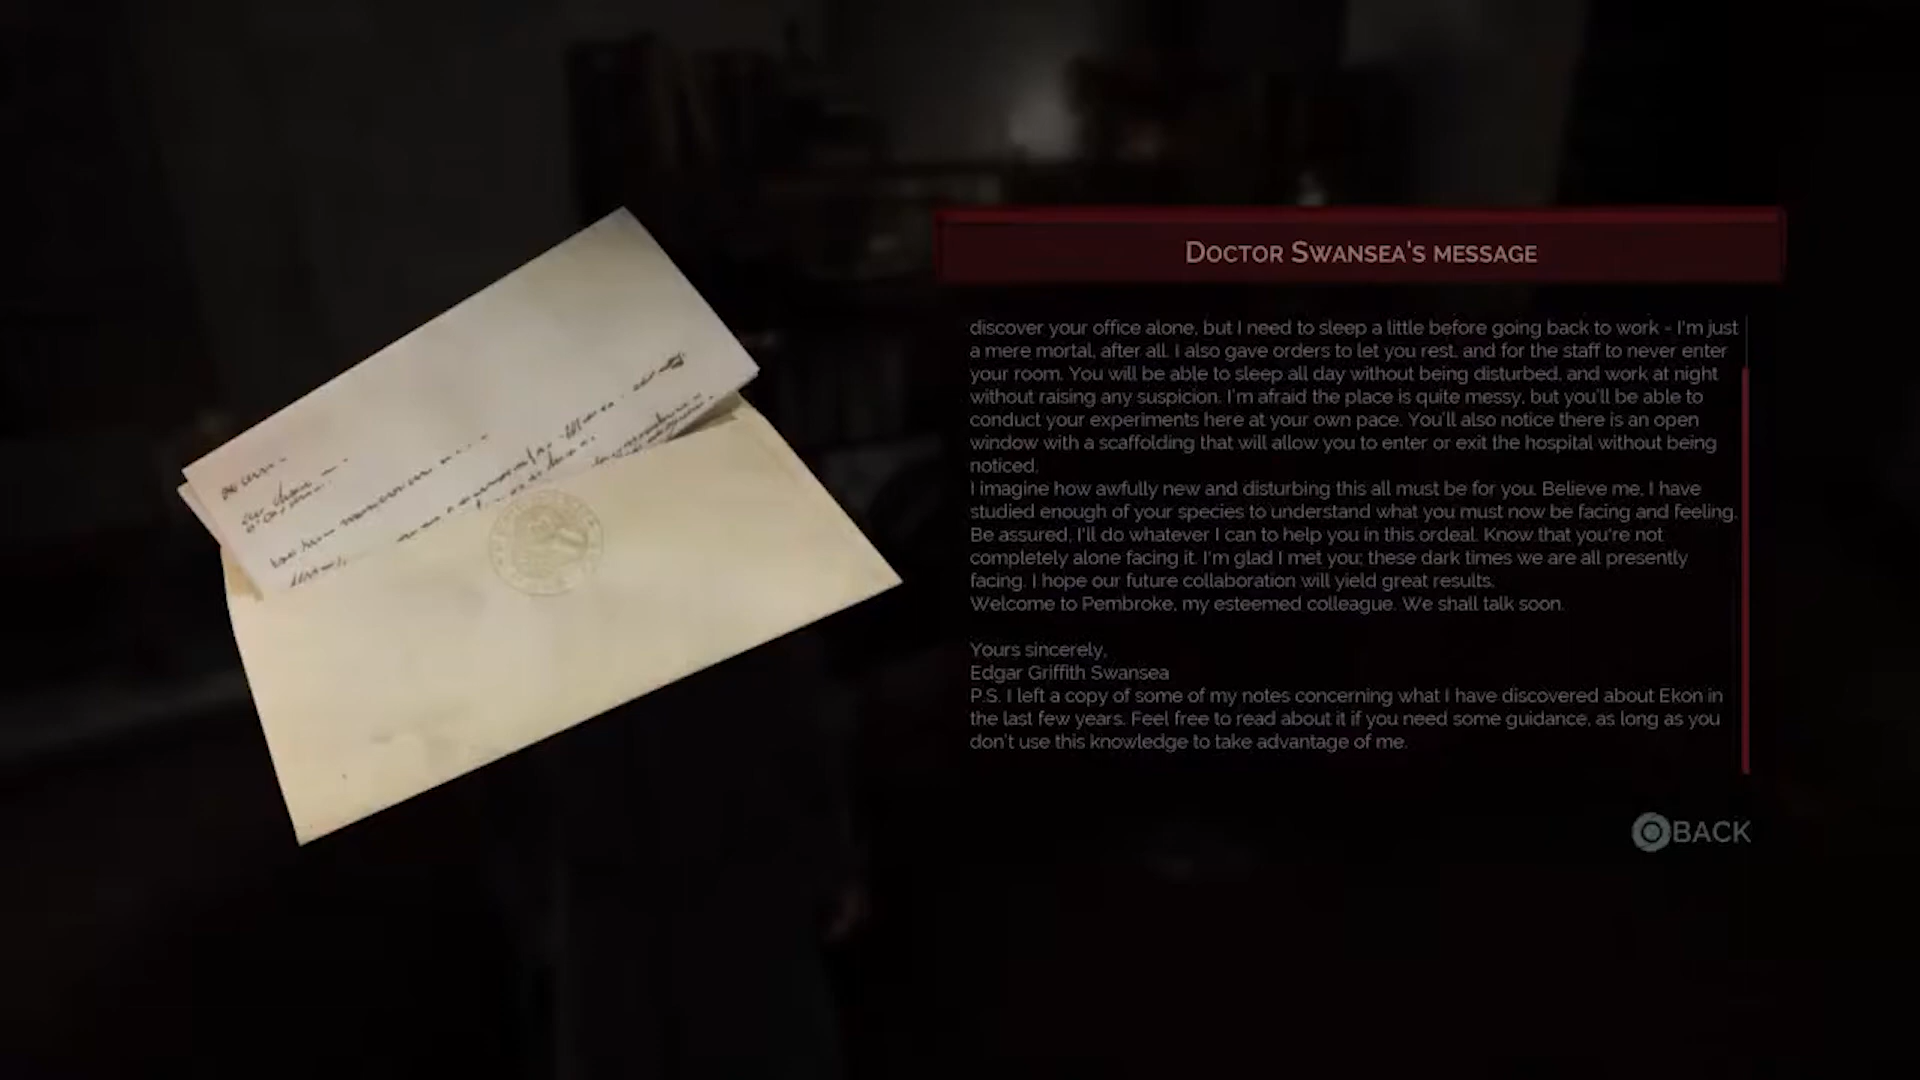 Doctor Swansea's message
discover your office alone, but I need to sleep a little before going back to work - I'm just
a mere mortal, after all. I also gave orders to let you rest, and for the staff to never enter
your room. You will be able to sleep all day without being disturbed, and work at night
without raising any suspicion. I'm afraid the place is quite messy, but you'll be able to
conduct your experiments here at your own pace. You'll also notice there is an open
window with a scaffolding that will allow you to enter or exit the hospital without being
noticed.
I imagine how awfully new and disturbing this all must be for you. Believe me, I have
studied enough of your species to understand what you must now be facing and feeling.
Be assured, I'll do whatever I can to help you in this ordeal. Know that you're not
completely alone facing it. I'm glad I met you; these dark times we are all presently
facing. I hope our future collaboration will yield great results.
Welcome to Pembroke, my esteemed colleague. We shall talk soon.
Yours sincerely,
Edgar Griffith Swansea
P.S. I left a copy of some of my notes concerning what I have discovered about Ekon in
the last few years. Feel free to read about it if you need some guidance, as long as you
don't use this knowledge to take advantage of me.
BACK